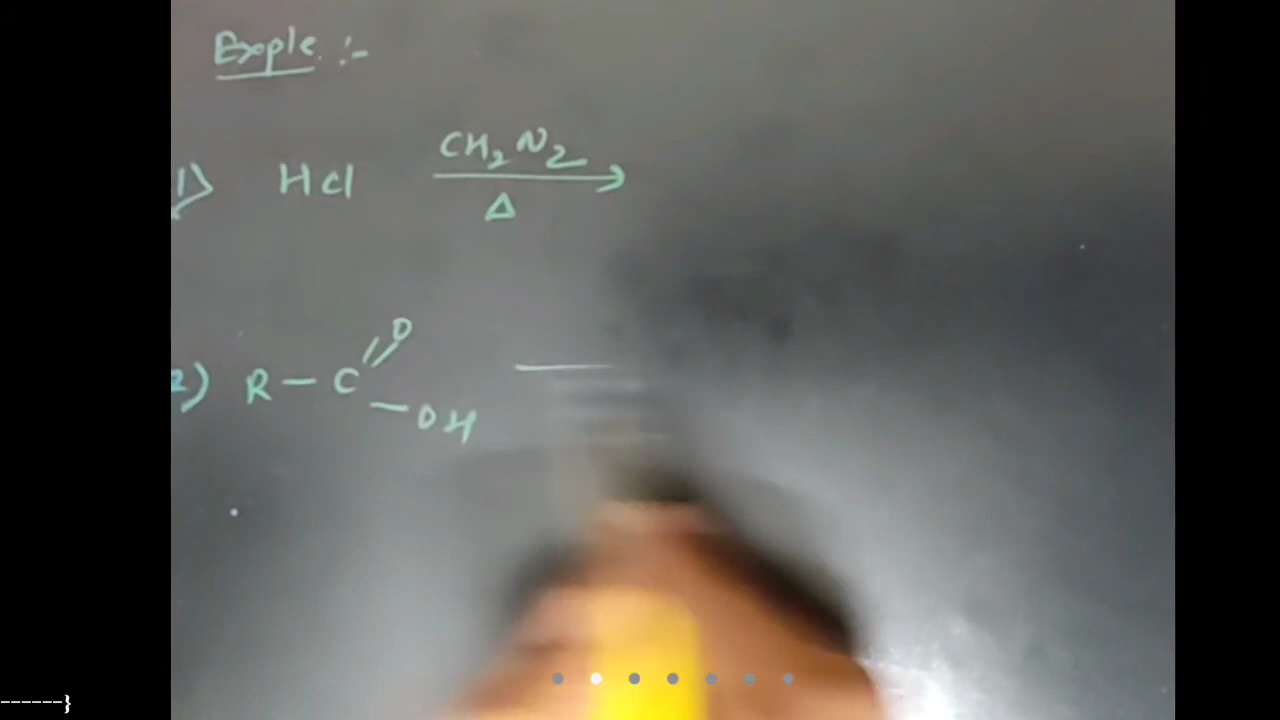 Exple :-
CH2N2
1> HCl ⟶
Δ
O
2) R - C
- OH
------}